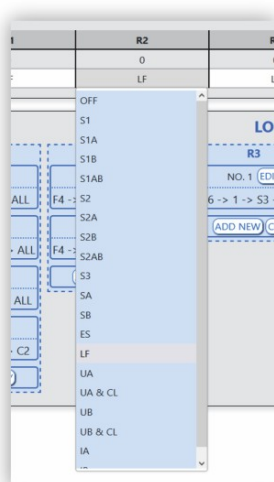 R2
0
LF
OFF
S1
S1A
S1B
S1AB
S2
S2A
S2B
S2AB
S3
SA
SB
ES
LF
UA
UA & CL
UB
UB & CL
IA
LO
R3
NO. 1
6 -> 1 -> S3
ADD NEW
ALL
F4 ->
-> ALL
F4 ->
ALL
-> C2